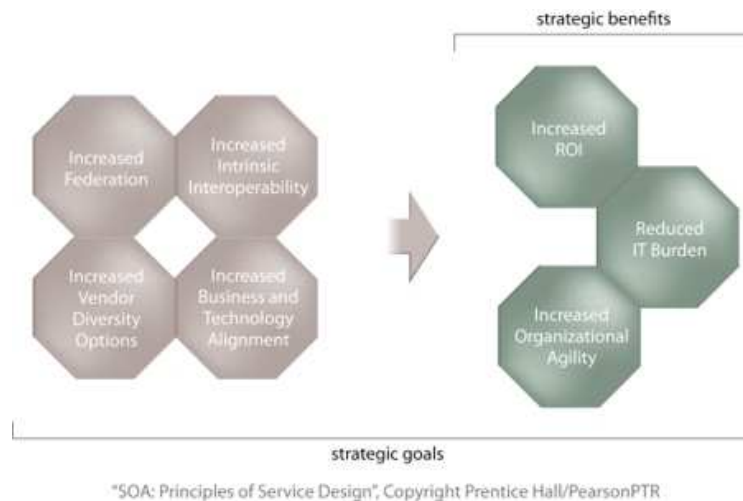 strategic benefits
Increased
Federation
Increased
Intrinsic
Interoperability
Increased
Vendor
Diversity
Options
Increased
Business and
Technology
Alignment
Increased
ROI
Reduced
IT Burden
Increased
Organizational
Agility
strategic goals
"SOA: Principles of Service Design", Copyright Prentice Hall/PearsonPTR